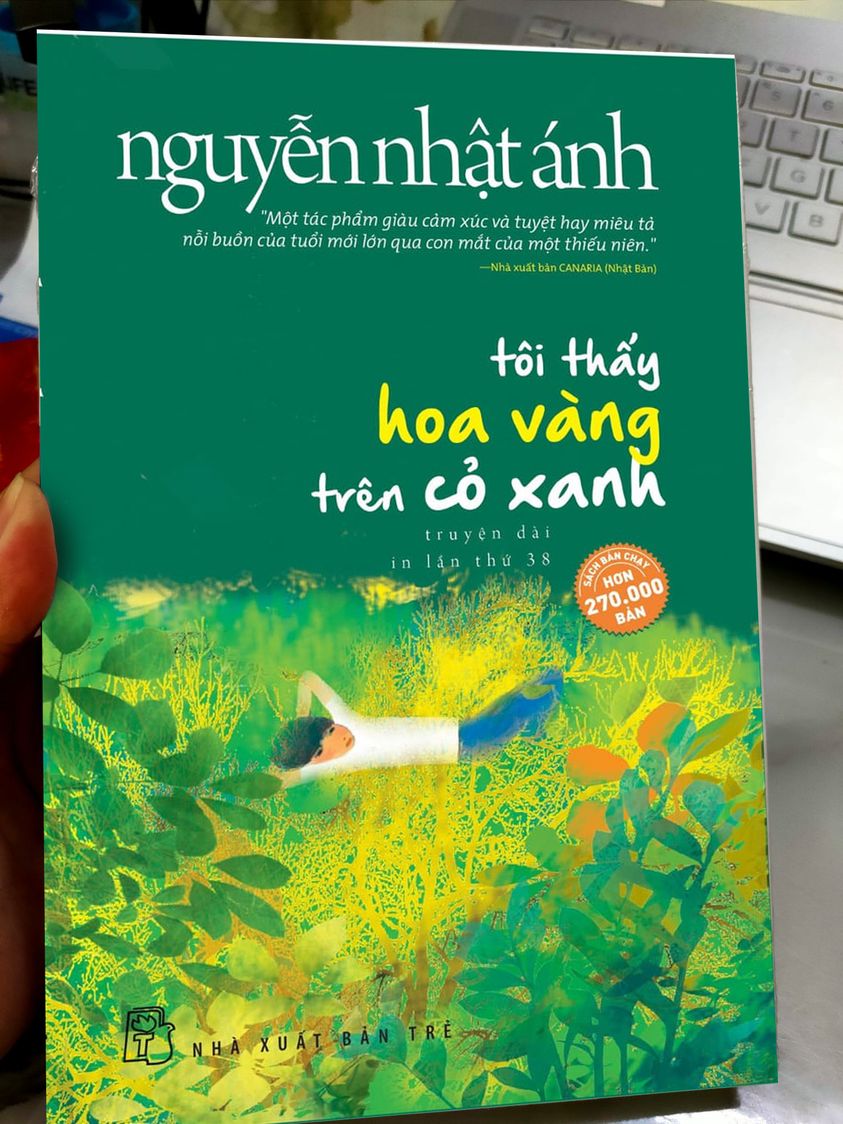 nguyễn nhật ánh
"Một tác phẩm giàu cảm xúc và tuyệt hay miêu tả
nỗi buồn của tuổi mới lớn qua con mắt của một thiếu niên."
—Nhà xuất bản CANARIA (Nhật Bản)
tôi thấy
hoa vàng
trên cỏ xanh
truyện dài
in lần thứ 38
SÁCH BÁN CHẠY
HƠN
270.000
BẢN
NHÀ XUẤT BẢN TRẺ
T
G
V
B
N